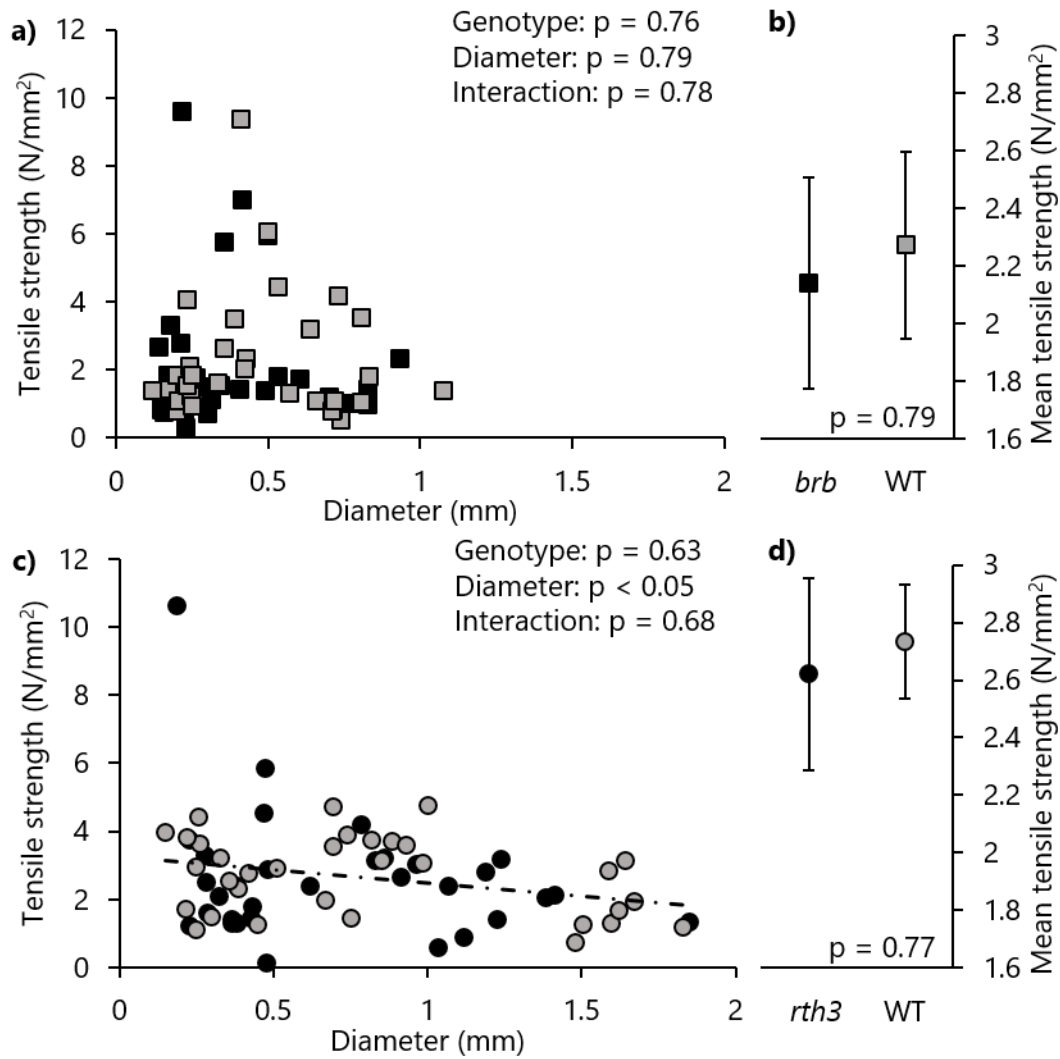 a)
Genotype: p = 0.76
Diameter: p = 0.79
Interaction: p = 0.78
Tensile strength (N/mm²)
12
10
8
6
4
2
0
0 0.5 1 1.5 2
Diameter (mm)
b)
3
2.8
2.6
2.4
2.2
2
1.8
1.6
Mean tensile strength (N/mm²)
p = 0.79
brb WT
c)
Genotype: p = 0.63
Diameter: p < 0.05
Interaction: p = 0.68
Tensile strength (N/mm²)
12
10
8
6
4
2
0
0 0.5 1 1.5 2
Diameter (mm)
d)
3
2.8
2.6
2.4
2.2
2
1.8
1.6
Mean tensile strength (N/mm²)
p = 0.77
rth3 WT